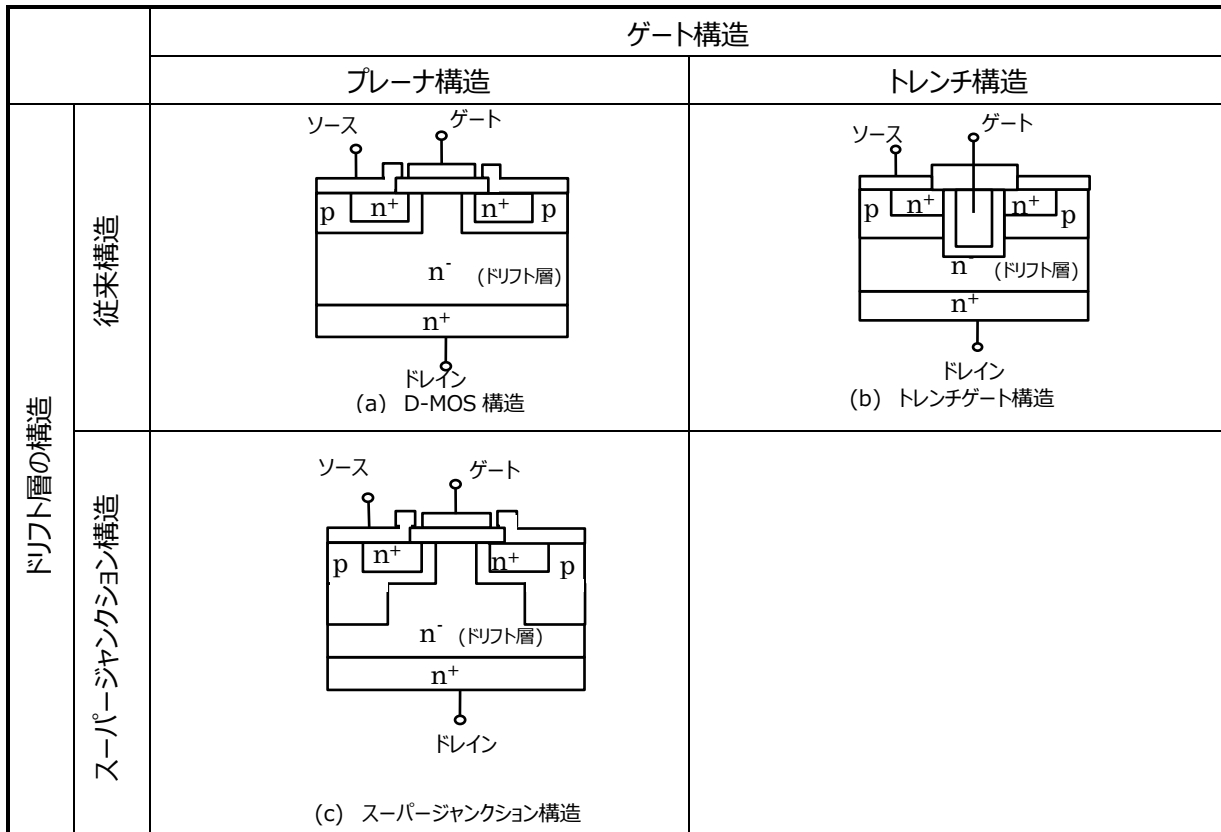 ゲート構造
プレーナ構造
トレンチ構造
ドリフト層の構造
従来構造
ソース
ゲート
p
n+
n+
p
n-
(ドリフト層)
n+
ドレイン
(a) D-MOS 構造
ソース
ゲート
p
n+
n+
p
n-
(ドリフト層)
n+
ドレイン
(b) トレンチゲート構造
スーパージャンクション構造
ソース
ゲート
p
n+
n+
p
n-
(ドリフト層)
n+
ドレイン
(c) スーパージャンクション構造